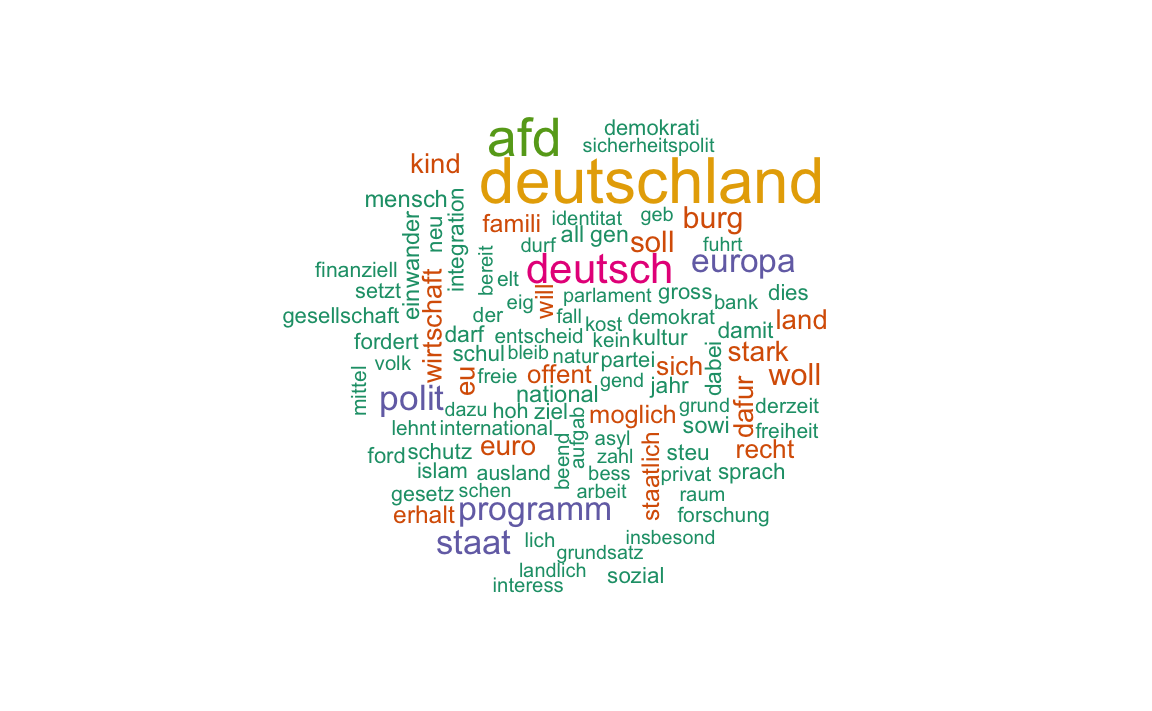 demokrati
afd
sicherheitspolit
kind
deutschland
mensch
famili
identitat
geb
burg
einwander
neu
integration
durf
all
gen
soll
fuhrt
bereit
finanziell
elt
deutsch
europa
setzt
eig
will
parlament
gross
bank
dies
gesellschaft
wirtschaft
der
fall
kost
demokrat
damit
land
fordert
darf
entscheid
kein
kultur
volk
schul
bleib
natur
partei
sich
dabei
stark
mittel
eu
freie
offent
gend
jahr
woll
polit
national
dafur
dazu
hoh
ziel
moglich
grund
derzeit
lehnt
international
aufgab
sowi
freiheit
ford
schutz
euro
beend
asyl
staatlich
steu
recht
zahl
islam
ausland
bess
privat
sprach
gesetz
schen
arbeit
raum
erhalt
programm
forschung
staat
lich
insbesond
grundsatz
landlich
sozial
interess